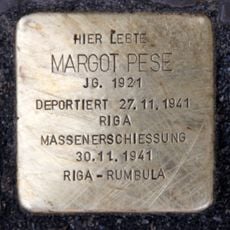 HIER LEBTE
MARGOT PESE
JG. 1921
DEPORTIERT 27.11.1941
RIGA
MASSENERSCHIESSUNG
30.11.1941
RIGA-RUMBULA